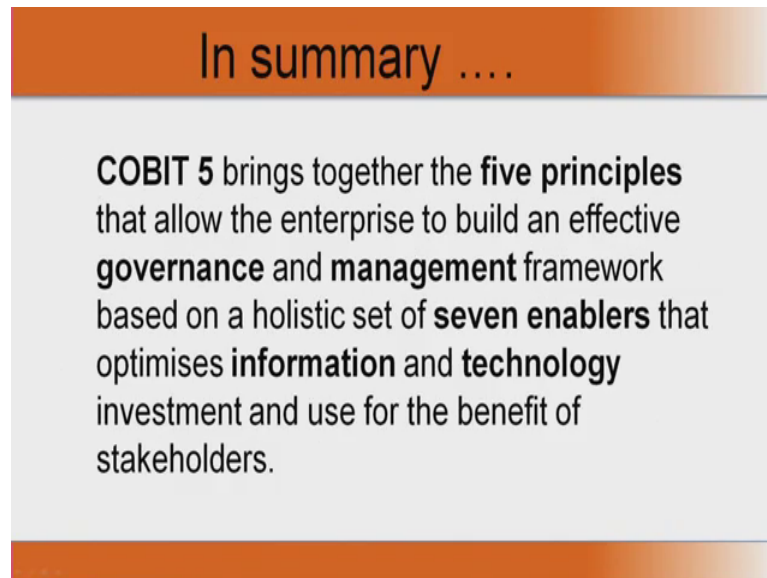 In summary ....
COBIT 5 brings together the five principles
that allow the enterprise to build an effective
governance and management framework
based on a holistic set of seven enablers that
optimises information and technology
investment and use for the benefit of
stakeholders.